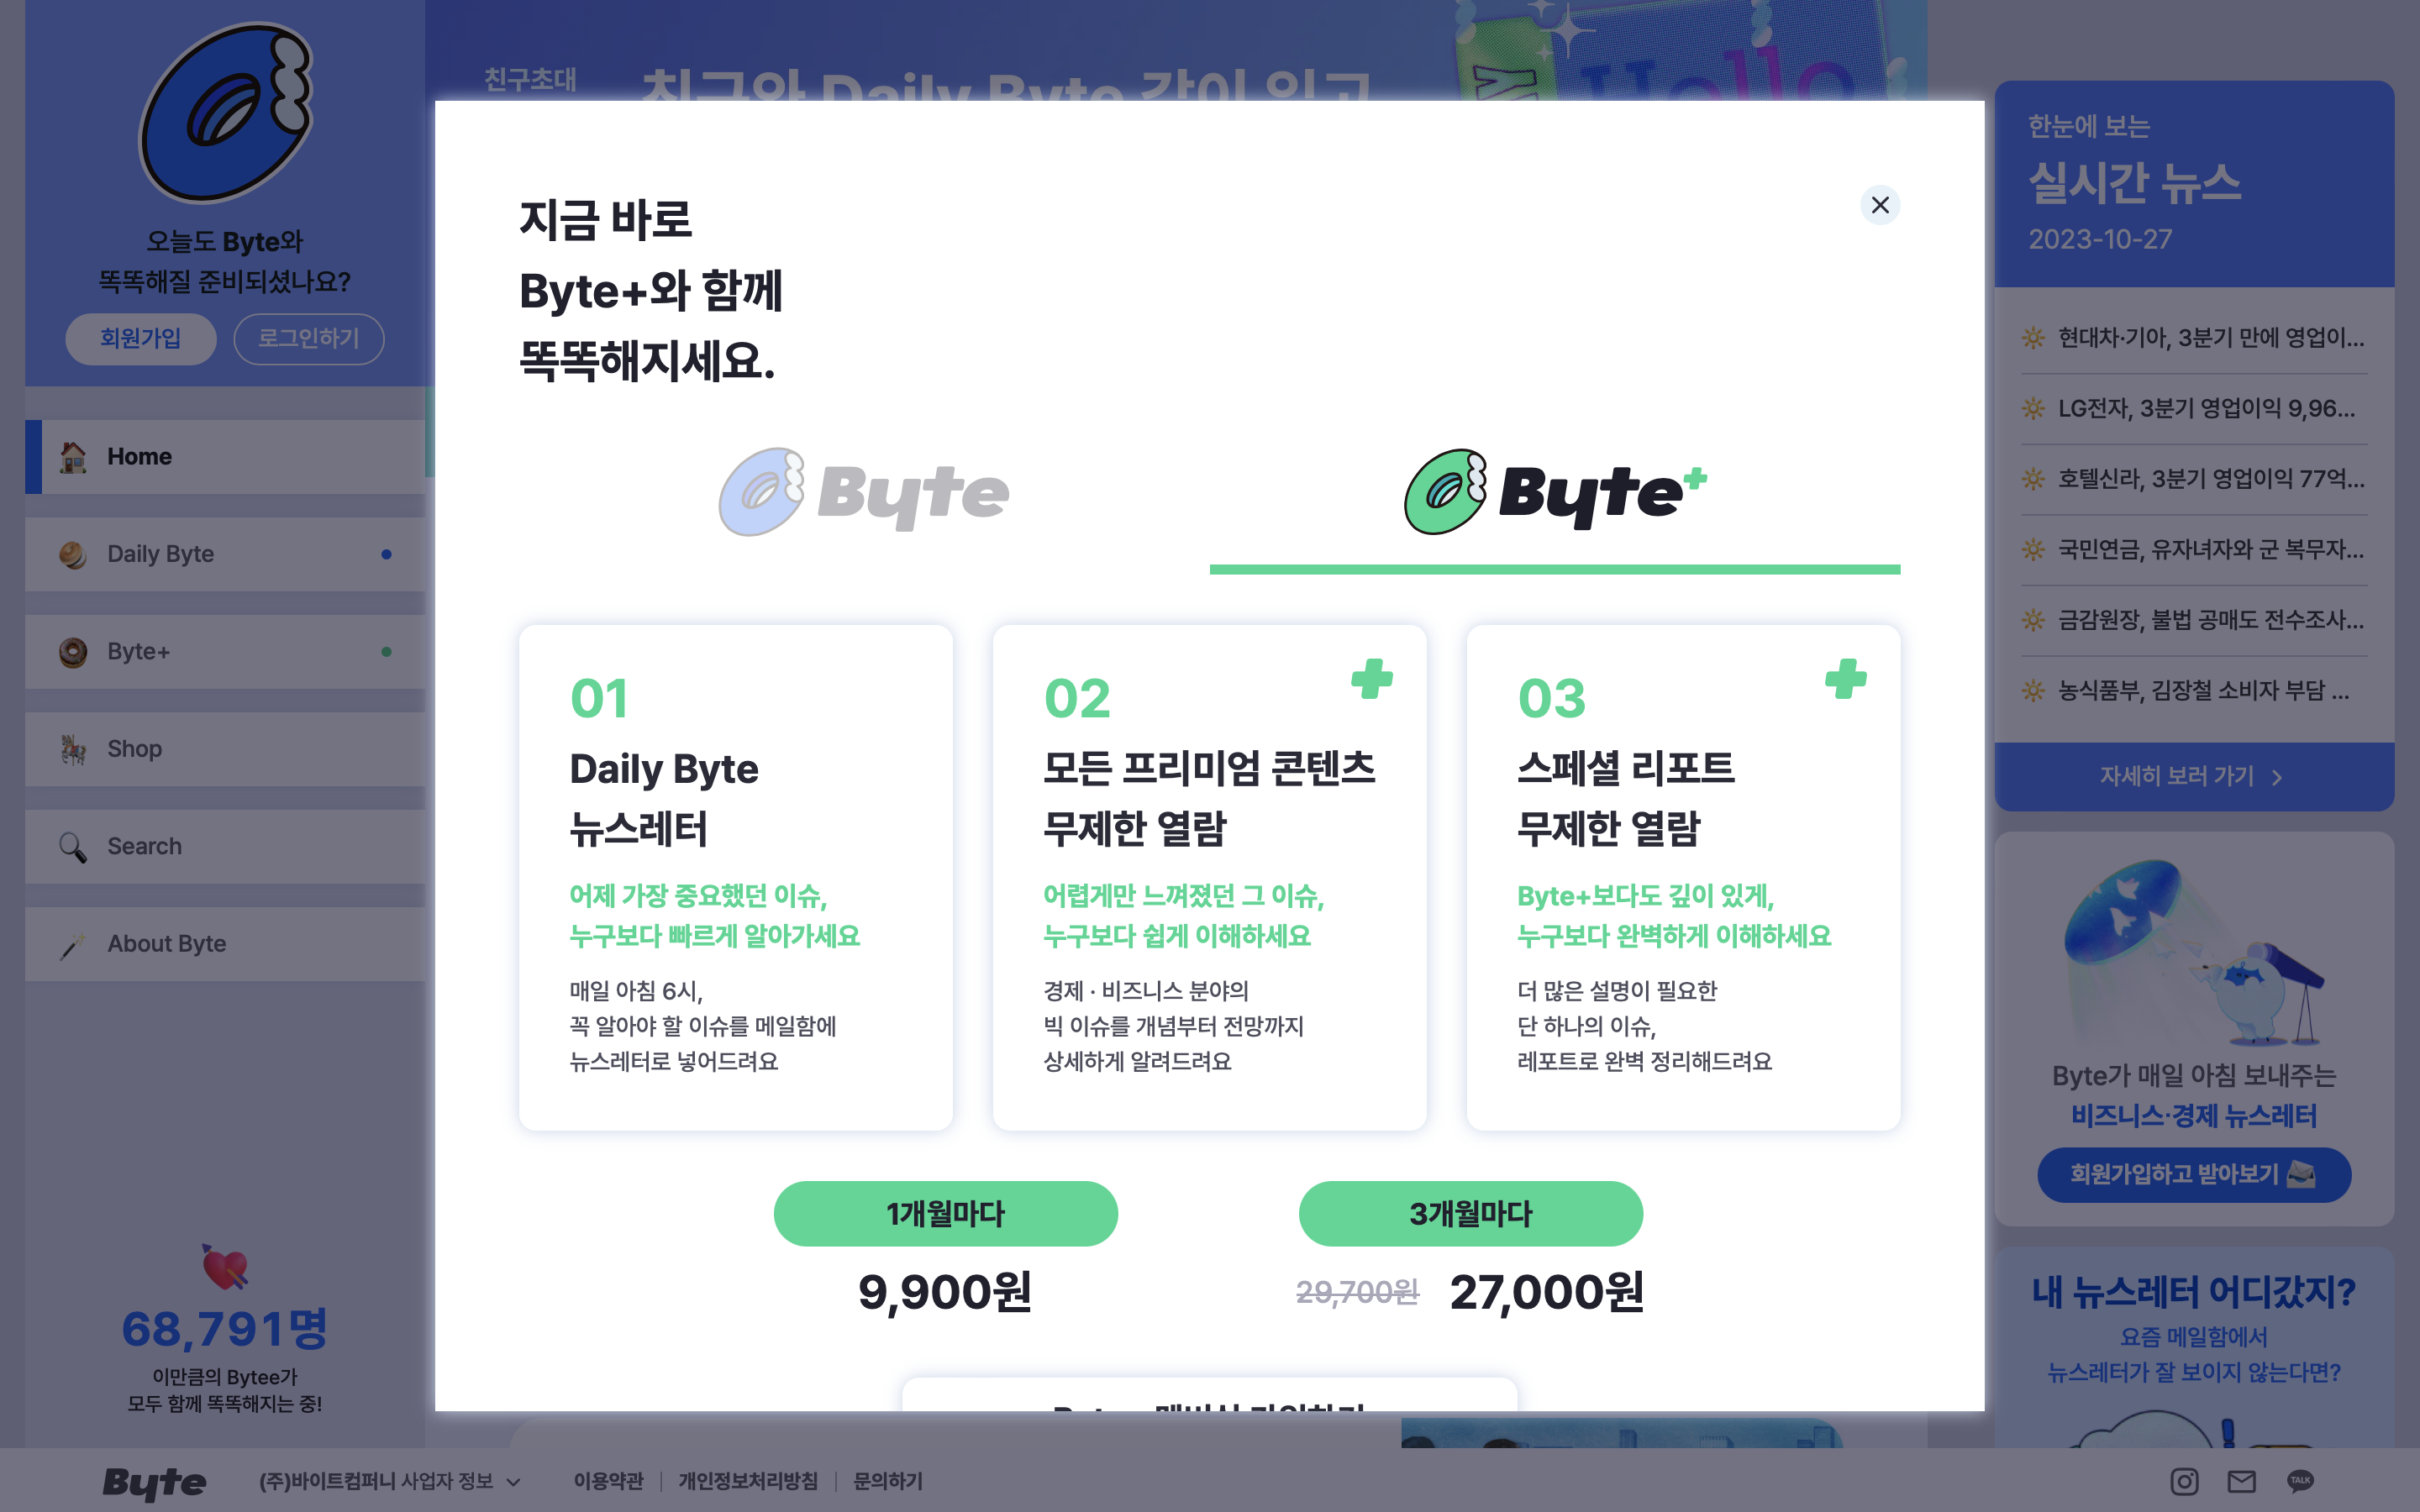 오늘도 Byte와
똑똑해질 준비되셨나요?
회원가입
로그인하기
Home
Daily Byte
Byte+
Shop
Search
About Byte
68,791명
이만큼의 Bytee가
모두 함께 똑똑해지는 중!
친구초대
친구와 Daily Byte 같이 읽고
Hello
지금 바로
Byte+와 함께
똑똑해지세요.
Byte
Byte+
01
Daily Byte
뉴스레터
어제 가장 중요했던 이슈,
누구보다 빠르게 알아가세요
매일 아침 6시,
꼭 알아야 할 이슈를 메일함에
뉴스레터로 넣어드려요
02
모든 프리미엄 콘텐츠
무제한 열람
어렵게만 느껴졌던 그 이슈,
누구보다 쉽게 이해하세요
경제 · 비즈니스 분야의
빅 이슈를 개념부터 전망까지
상세하게 알려드려요
03
스페셜 리포트
무제한 열람
Byte+보다도 깊이 있게,
누구보다 완벽하게 이해하세요
더 많은 설명이 필요한
단 하나의 이슈,
레포트로 완벽 정리해드려요
1개월마다
9,900원
3개월마다
29,700원 27,000원
한눈에 보는
실시간 뉴스
2023-10-27
현대차·기아, 3분기 만에 영업이...
LG전자, 3분기 영업이익 9,96...
호텔신라, 3분기 영업이익 77억...
국민연금, 유자녀자와 군 복무자...
금감원장, 불법 공매도 전수조사...
농식품부, 김장철 소비자 부담 ...
자세히 보러 가기
Byte가 매일 아침 보내주는
비즈니스·경제 뉴스레터
회원가입하고 받아보기
내 뉴스레터 어디갔지?
요즘 메일함에서
뉴스레터가 잘 보이지 않는다면?
Byte
(주)바이트컴퍼니 사업자 정보
이용약관 | 개인정보처리방침 | 문의하기
TALK